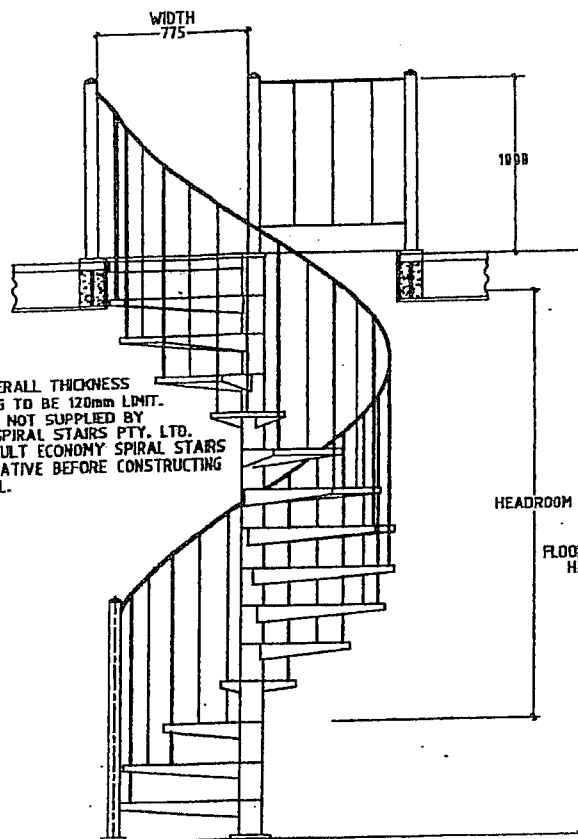 WIDTH
775
ERALL THICKNESS
G TO BE 120mm LIMIT.
NOT SUPPLIED BY
SPIRAL STAIRS PTY. LTD.
ULT ECONOMY SPIRAL STAIRS
ATIVE BEFORE CONSTRUCTING
L.
HEADROOM
FLOO
H